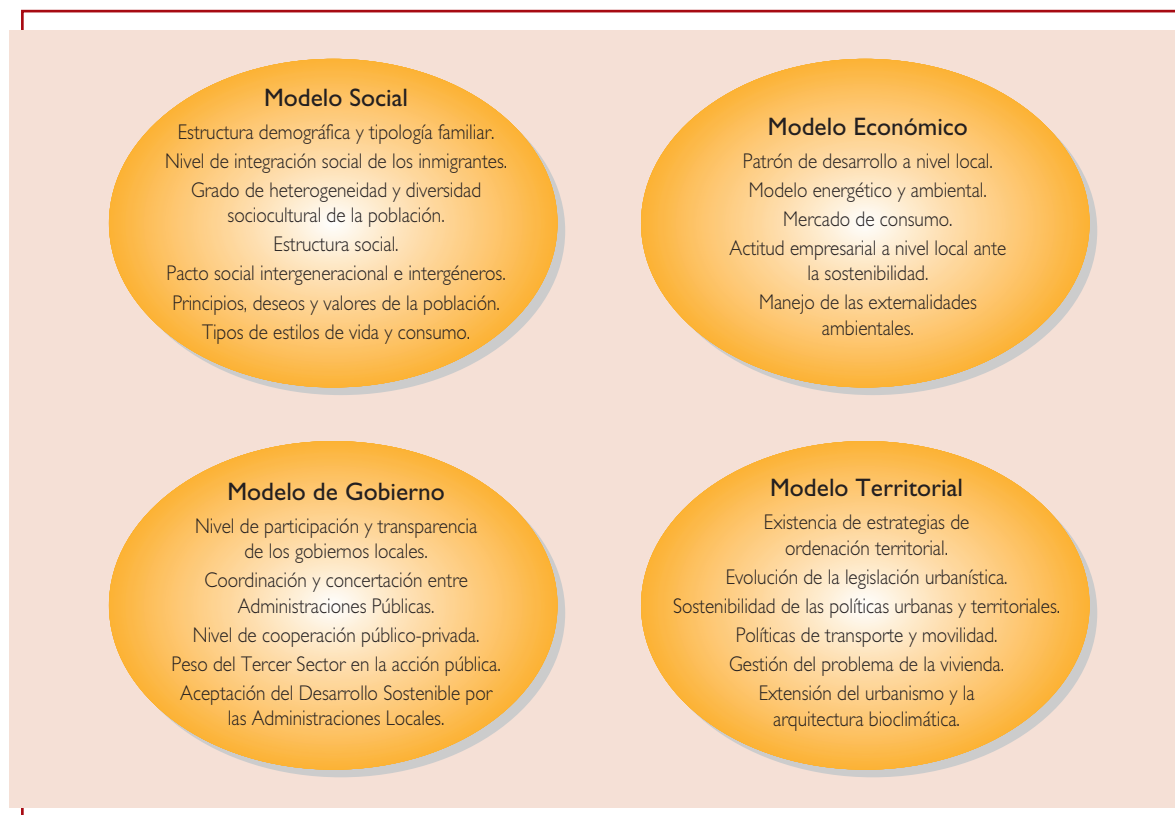 Modelo Social
Estructura demográfica y tipología familiar.
Nivel de integración social de los inmigrantes.
Grado de heterogeneidad y diversidad
sociocultural de la población.
Estructura social.
Pacto social intergeneracional e intergéneros.
Principios, deseos y valores de la población.
Tipos de estilos de vida y consumo.
Modelo Económico
Patrón de desarrollo a nivel local.
Modelo energético y ambiental.
Mercado de consumo.
Actitud empresarial a nivel local ante
la sostenibilidad.
Manejo de las externalidades
ambientales.
Modelo de Gobierno
Nivel de participación y transparencia
de los gobiernos locales.
Coordinación y concertación entre
Administraciones Públicas.
Nivel de cooperación público-privada.
Peso del Tercer Sector en la acción pública.
Aceptación del Desarrollo Sostenible por
las Administraciones Locales.
Modelo Territorial
Existencia de estrategias de
ordenación territorial.
Evolución de la legislación urbanística.
Sostenibilidad de las políticas urbanas y territoriales.
Políticas de transporte y movilidad.
Gestión del problema de la vivienda.
Extensión del urbanismo y la
arquitectura bioclimática.